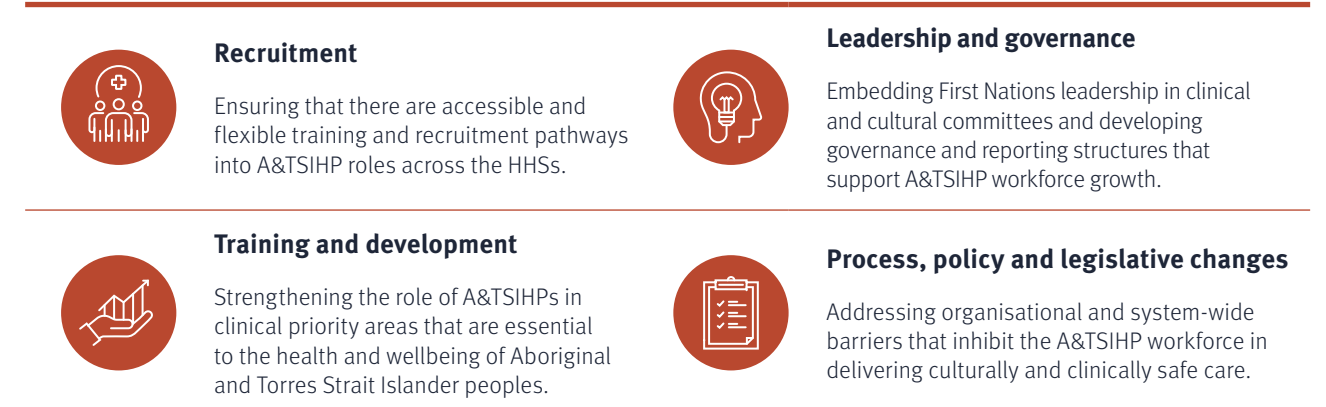 Recruitment
Ensuring that there are accessible and
flexible training and recruitment pathways
into A&TSIHP roles across the HHSs.
Leadership and governance
Embedding First Nations leadership in clinical
and cultural committees and developing
governance and reporting structures that
support A&TSIHP workforce growth.
Training and development
Strengthening the role of A&TSIHPs in
clinical priority areas that are essential
to the health and wellbeing of Aboriginal
and Torres Strait Islander peoples.
Process, policy and legislative changes
Addressing organisational and system-wide
barriers that inhibit the A&TSIHP workforce in
delivering culturally and clinically safe care.